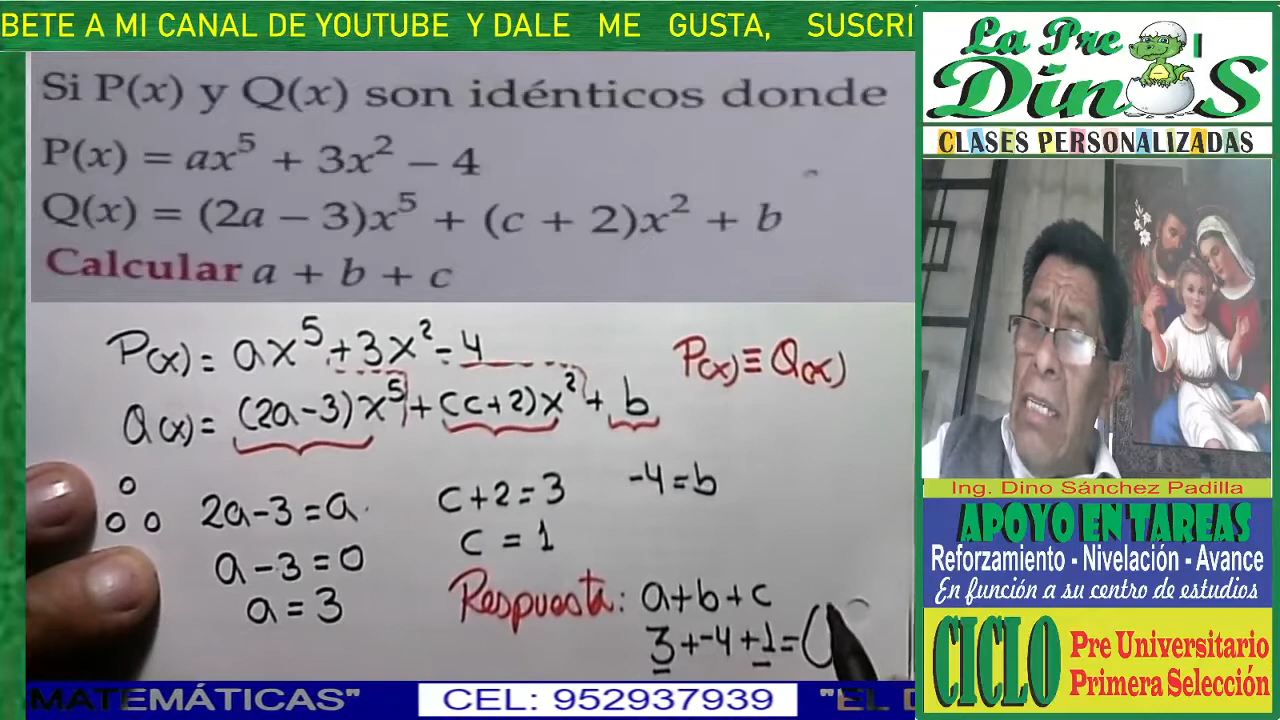 BETE A MI CANAL DE YOUTUBE Y DALE ME GUSTA, SUSCRI
Si P(x) y Q(x) son idénticos donde
P(x) = ax⁵ + 3x² − 4
Q(x) = (2a − 3)x⁵ + (c + 2)x² + b
Calcular a + b + c
P(x) = ax⁵ + 3x² - 4
Q(x) = (2a-3)x⁵ + (c+2)x² + b
P(x) ≡ Q(x)
2a-3 = a
a-3 = 0
a = 3
c+2 = 3
c = 1
-4 = b
Respuesta: a+b+c
3+-4+1=0
MATEMÁTICAS" CEL: 952937939 "EL D
La Pre
Dino'S
CLASES PERSONALIZADAS
Ing. Dino Sánchez Padilla
APOYO EN TAREAS
Reforzamiento - Nivelación - Avance
En función a su centro de estudios
CICLO
Pre Universitario
Primera Selección